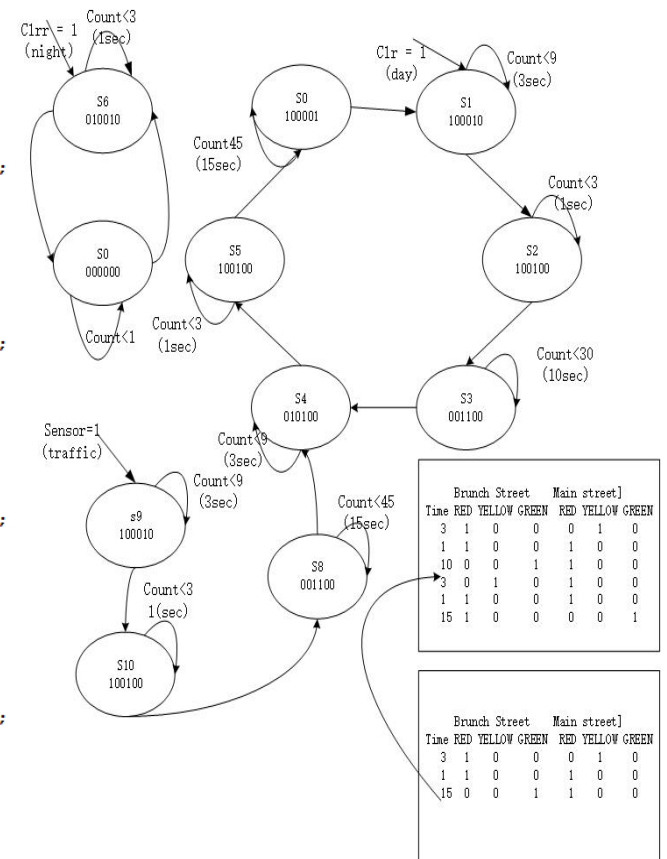 Clrr = 1
(night)
Count<3
(1sec)
S6
010010
S0
000000
Count<1
Clr = 1
(day)
Count<9
(3sec)
S0
100001
S1
100010
Count45
(15sec)
Count<3
(1sec)
S5
100100
S2
100100
Count<3
(1sec)
Count<30
(10sec)
S4
010100
S3
001100
Count<9
(3sec)
Sensor=1
(traffic)
Count<9
(3sec)
s9
100010
Count<45
(15sec)
S8
001100
Count<3
1(sec)
S10
100100
Brunch Street Main street]
Time RED YELLOW GREEN RED YELLOW GREEN
3 1 0 0 0 1 0
1 1 0 0 1 0 0
10 0 0 1 1 0 0
3 0 1 0 1 0 0
1 1 0 0 1 0 0
15 1 0 0 0 0 1
Brunch Street Main street]
Time RED YELLOW GREEN RED YELLOW GREEN
3 1 0 0 0 1 0
1 1 0 0 1 0 0
15 0 0 1 1 0 0
;
;
;
;